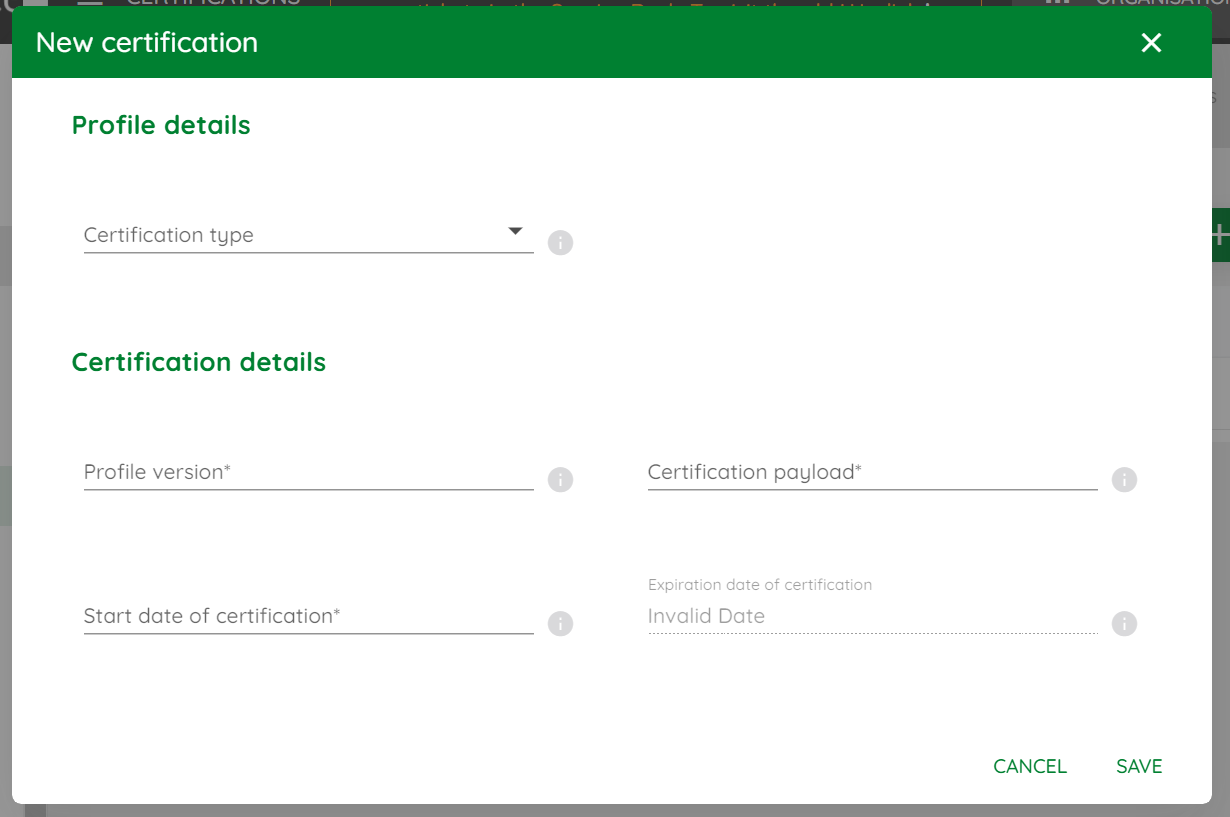 New certification
Profile details
Certification type
Certification details
Profile version*
Certification payload*
Start date of certification*
Expiration date of certification
Invalid Date
CANCEL
SAVE